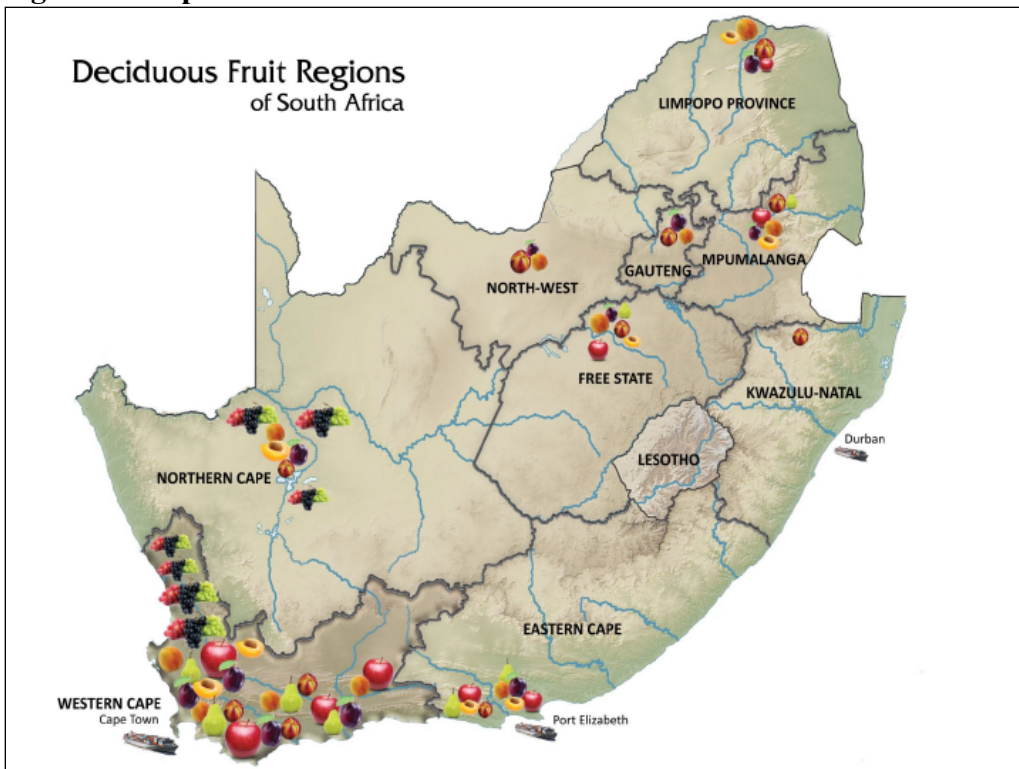 Deciduous Fruit Regions
of South Africa
LIMPOPO PROVINCE
MPUMALANGA
GAUTENG
NORTH-WEST
FREE STATE
KWAZULU-NATAL
Durban
LESOTHO
NORTHERN CAPE
EASTERN CAPE
WESTERN CAPE
Cape Town
Port Elizabeth